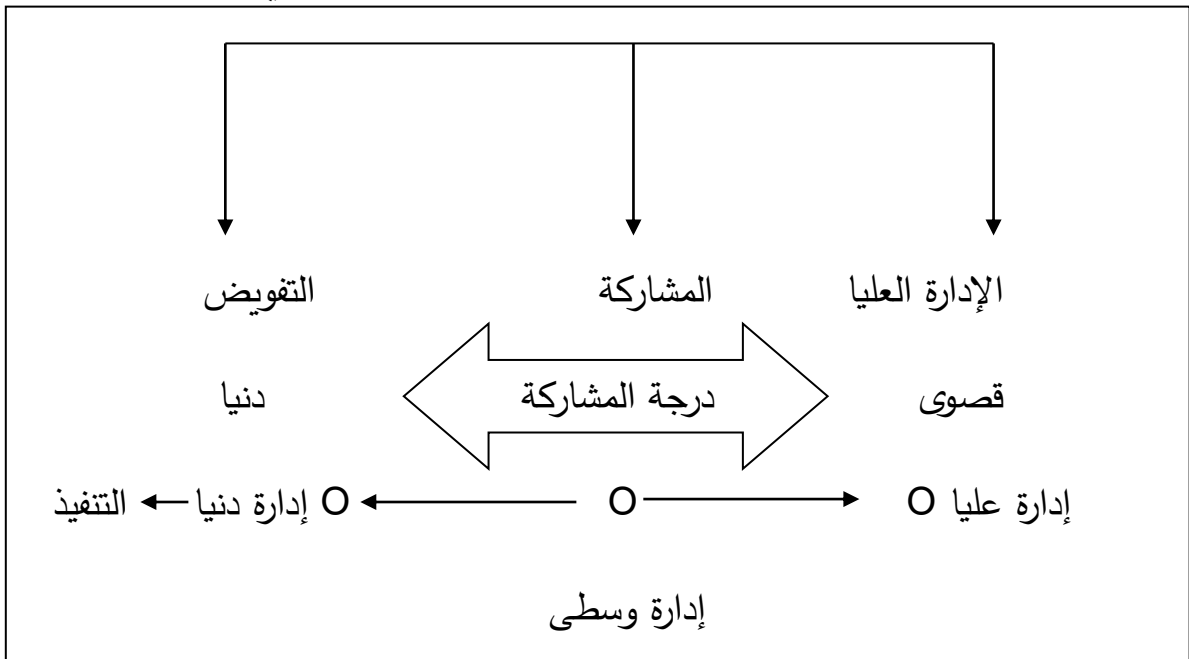 الإدارة العليا المشاركة التفويض
قصوى درجة المشاركة دنيا
إدارة عليا O O O إدارة دنيا التنفيذ
إدارة وسطى